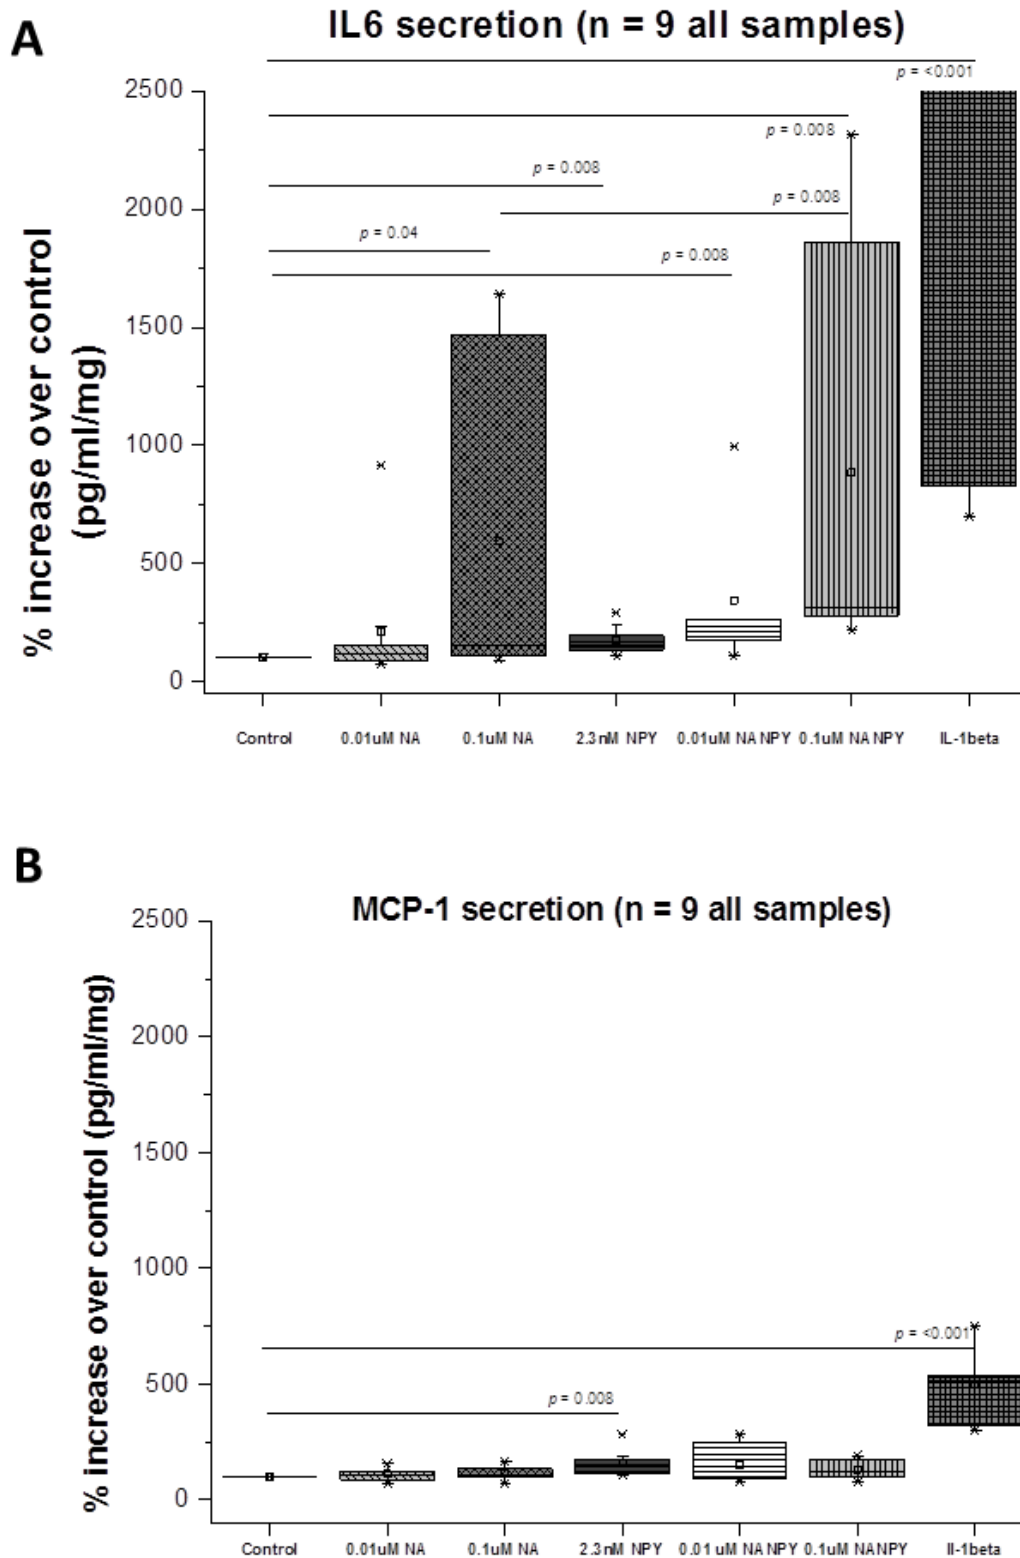 A
IL6 secretion (n = 9 all samples)
% increase over control
(pg/ml/mg)
2500
2000
1500
1000
500
0
p = <0.001
p = 0.008
p = 0.008
p = 0.008
p = 0.04
p = 0.008
Control
0.01uM NA
0.1uM NA
2.3nM NPY
0.01uM NA NPY
0.1uM NA NPY
IL-1beta
B
MCP-1 secretion (n = 9 all samples)
% increase over control (pg/ml/mg)
2500
2000
1500
1000
500
0
p = <0.001
p = 0.008
Control
0.01uM NA
0.1uM NA
2.3nM NPY
0.01 uM NA NPY
0.1uM NA NPY
Il-1beta